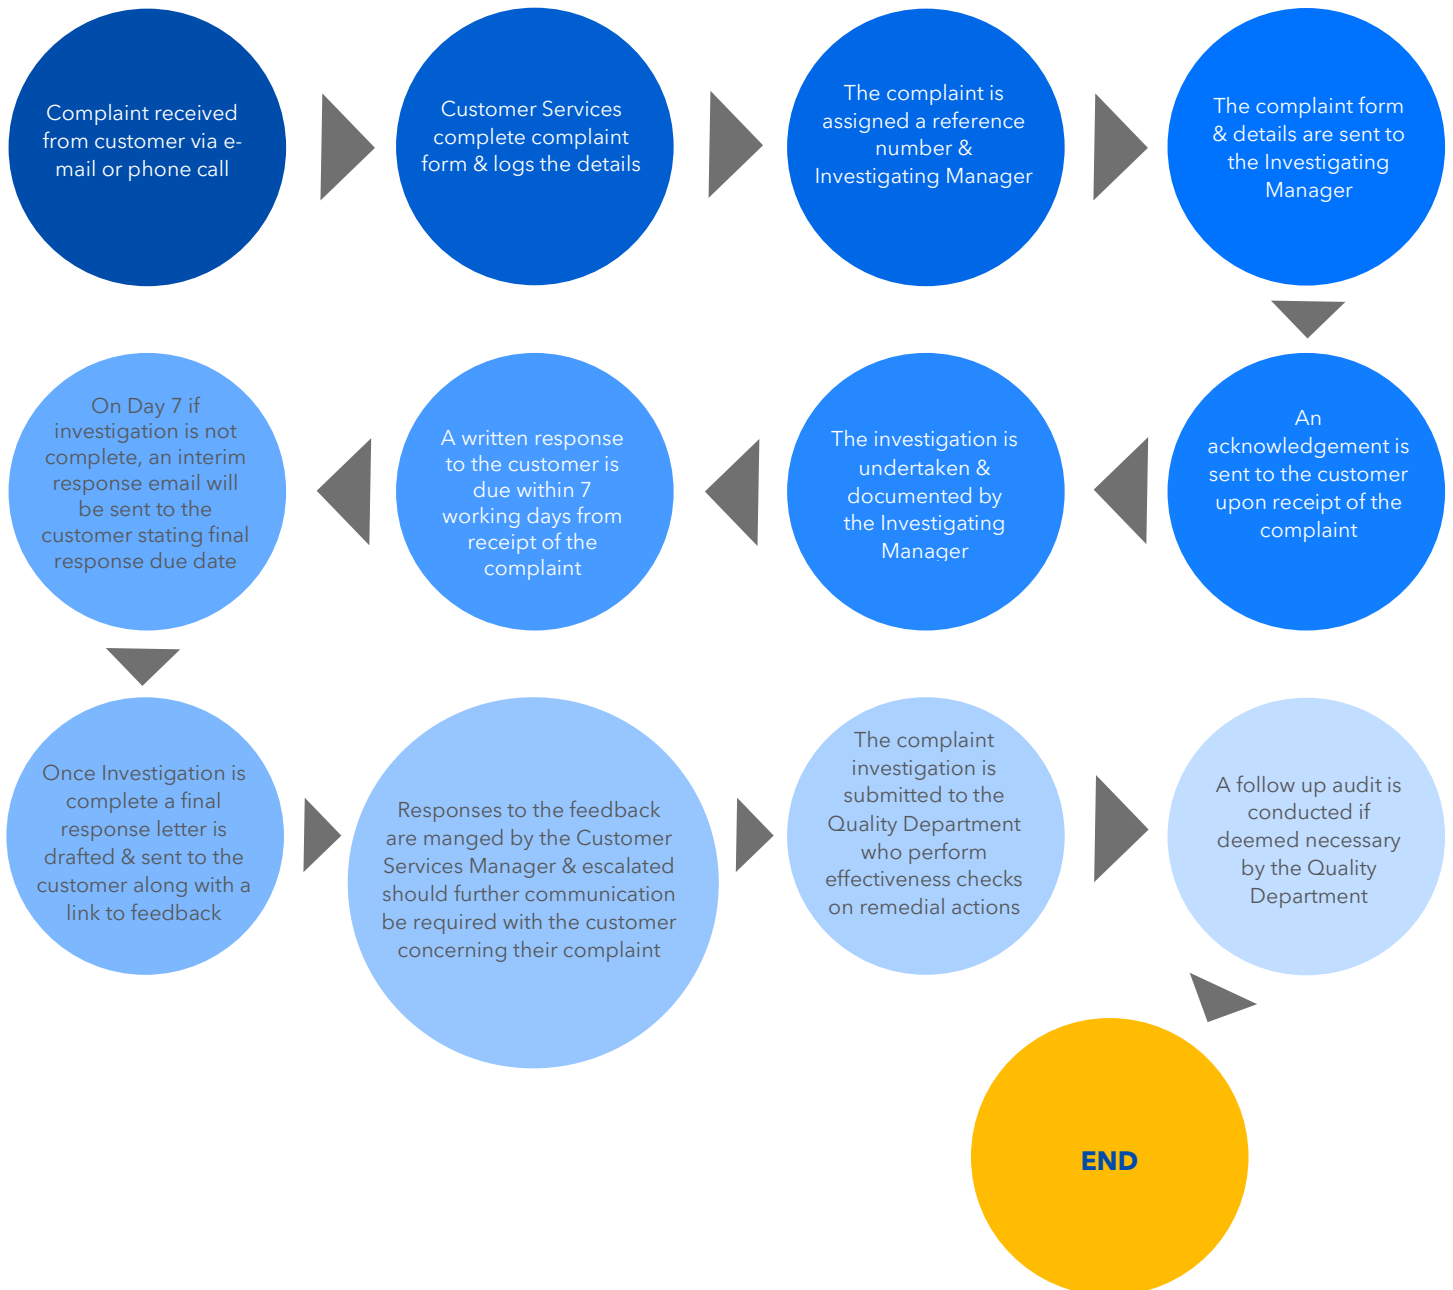 Complaint received
from customer via e-
mail or phone call
Customer Services
complete complaint
form & logs the details
The complaint is
assigned a reference
number &
Investigating Manager
The complaint form
& details are sent to
the Investigating
Manager
An
acknowledgement is
sent to the customer
upon receipt of the
complaint
The investigation is
undertaken &
documented by
the Investigating
Manager
A written response
to the customer is
due within 7
working days from
receipt of the
complaint
On Day 7 if
investigation is not
complete, an interim
response email will
be sent to the
customer stating final
response due date
Once Investigation is
complete a final
response letter is
drafted & sent to the
customer along with a
link to feedback
Responses to the feedback
are manged by the Customer
Services Manager & escalated
should further communication
be required with the customer
concerning their complaint
The complaint
investigation is
submitted to the
Quality Department
who perform
effectiveness checks
on remedial actions
A follow up audit is
conducted if
deemed necessary
by the Quality
Department
END